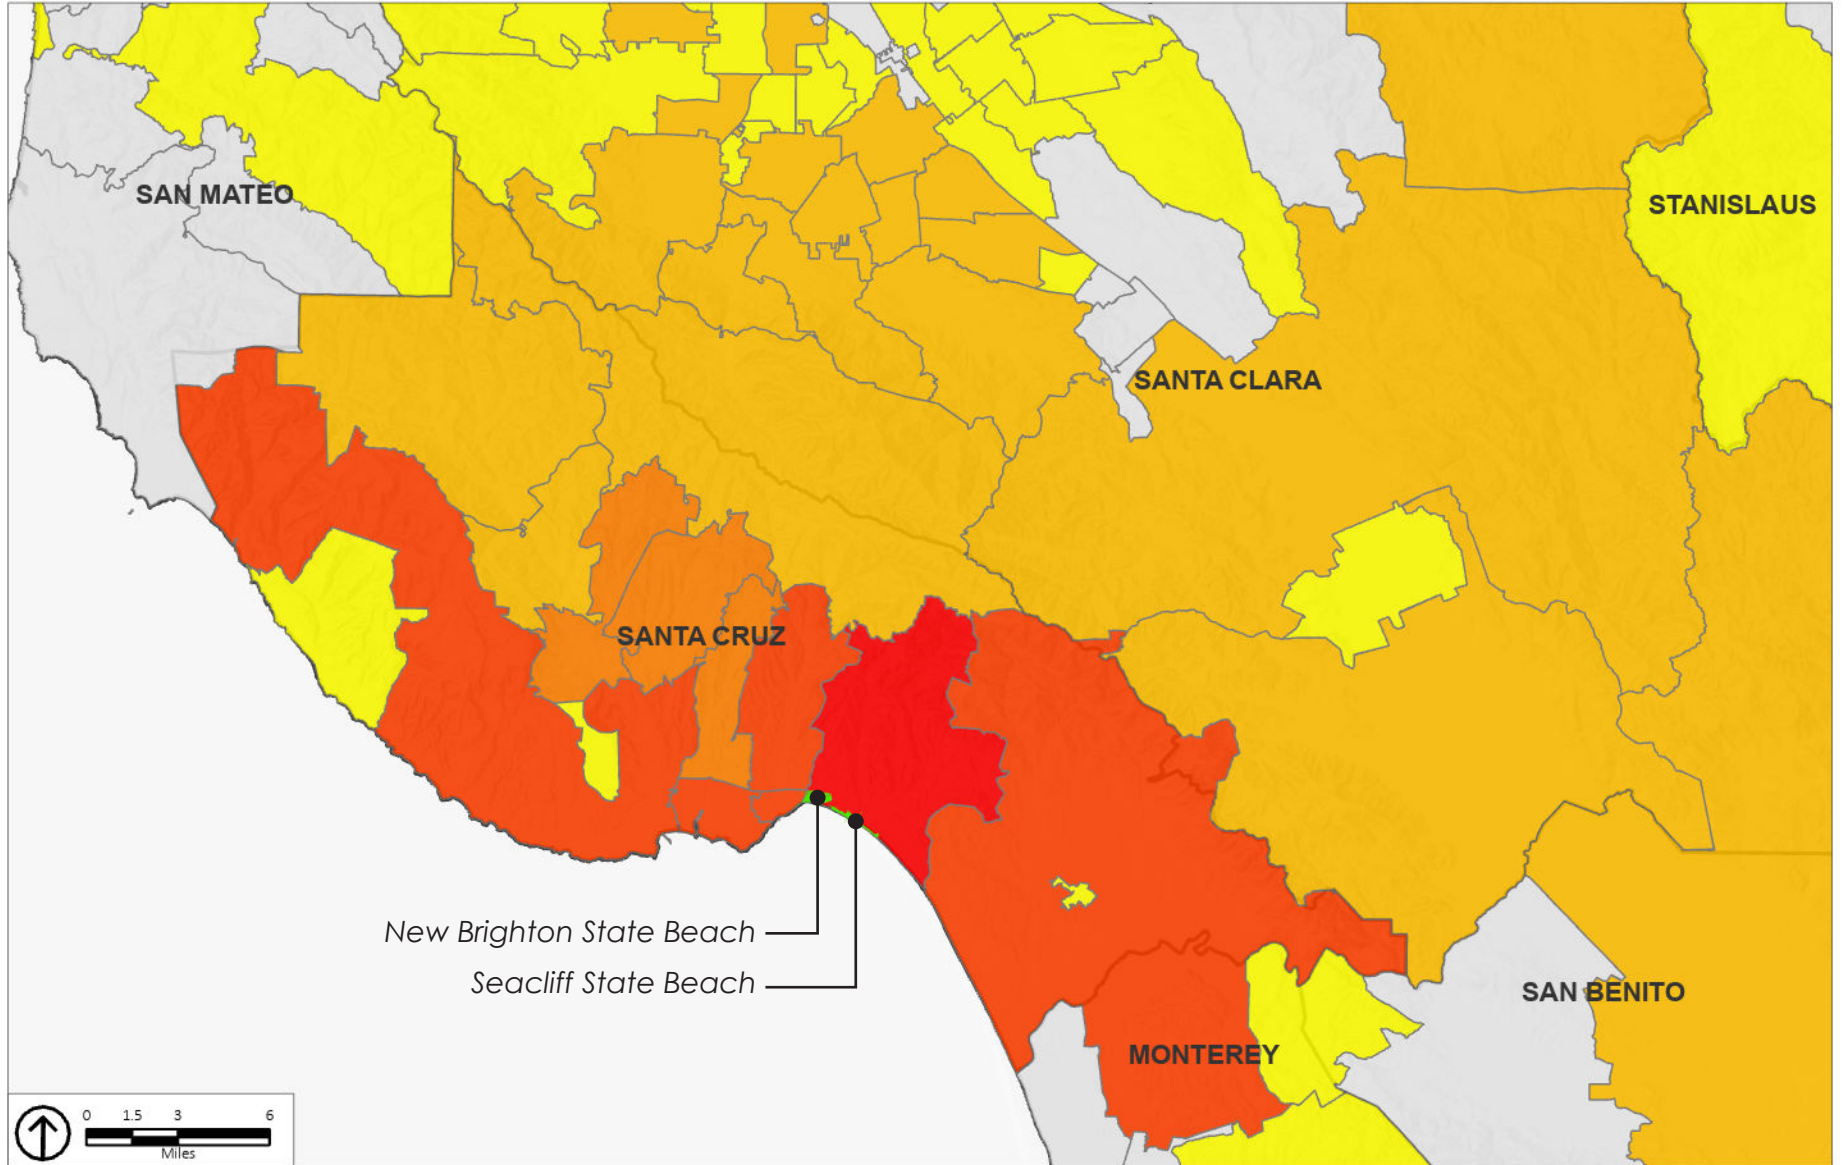 SAN MATEO
STANISLAUS
SANTA CLARA
SANTA CRUZ
New Brighton State Beach
Seacliff State Beach
SAN BENITO
MONTEREY
0 1.5 3 6
Miles